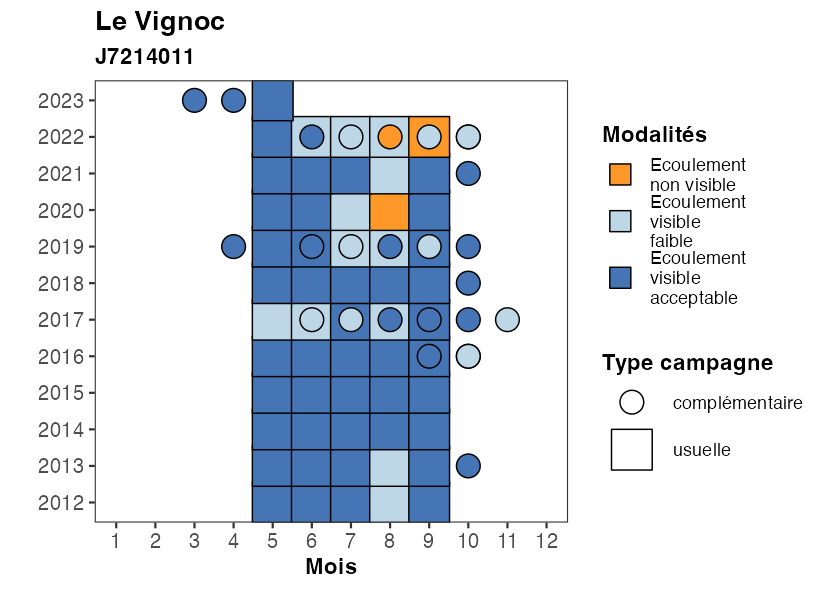 Le Vignoc
J7214011
2023
2022
2021
2020
2019
2018
2017
2016
2015
2014
2013
2012
1 2 3 4 5 6 7 8 9 10 11 12
Mois
Modalités
Ecoulement
non visible
Ecoulement
visible
faible
Ecoulement
visible
acceptable
Type campagne
complémentaire
usuelle